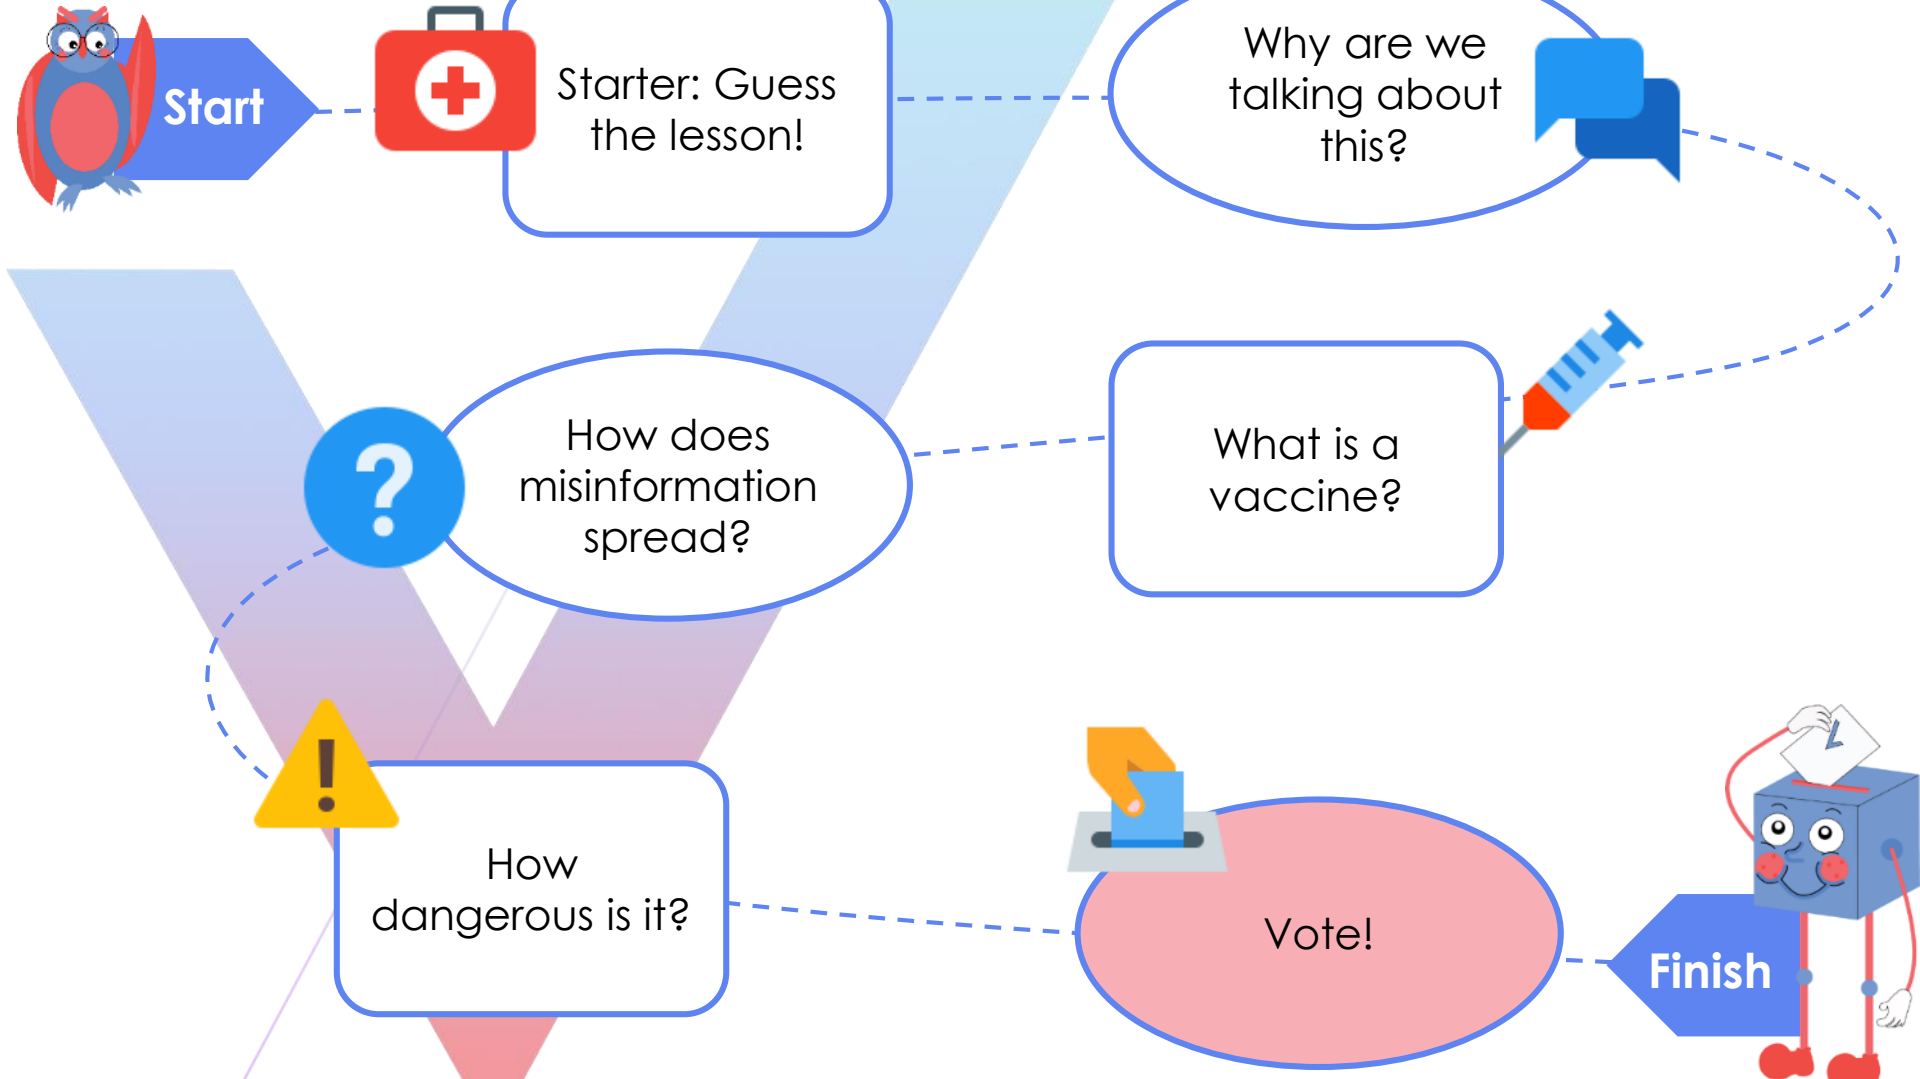 Start
Starter: Guess
the lesson!
Why are we
talking about
this?
What is a
vaccine?
How does
misinformation
spread?
How
dangerous is it?
Vote!
Finish